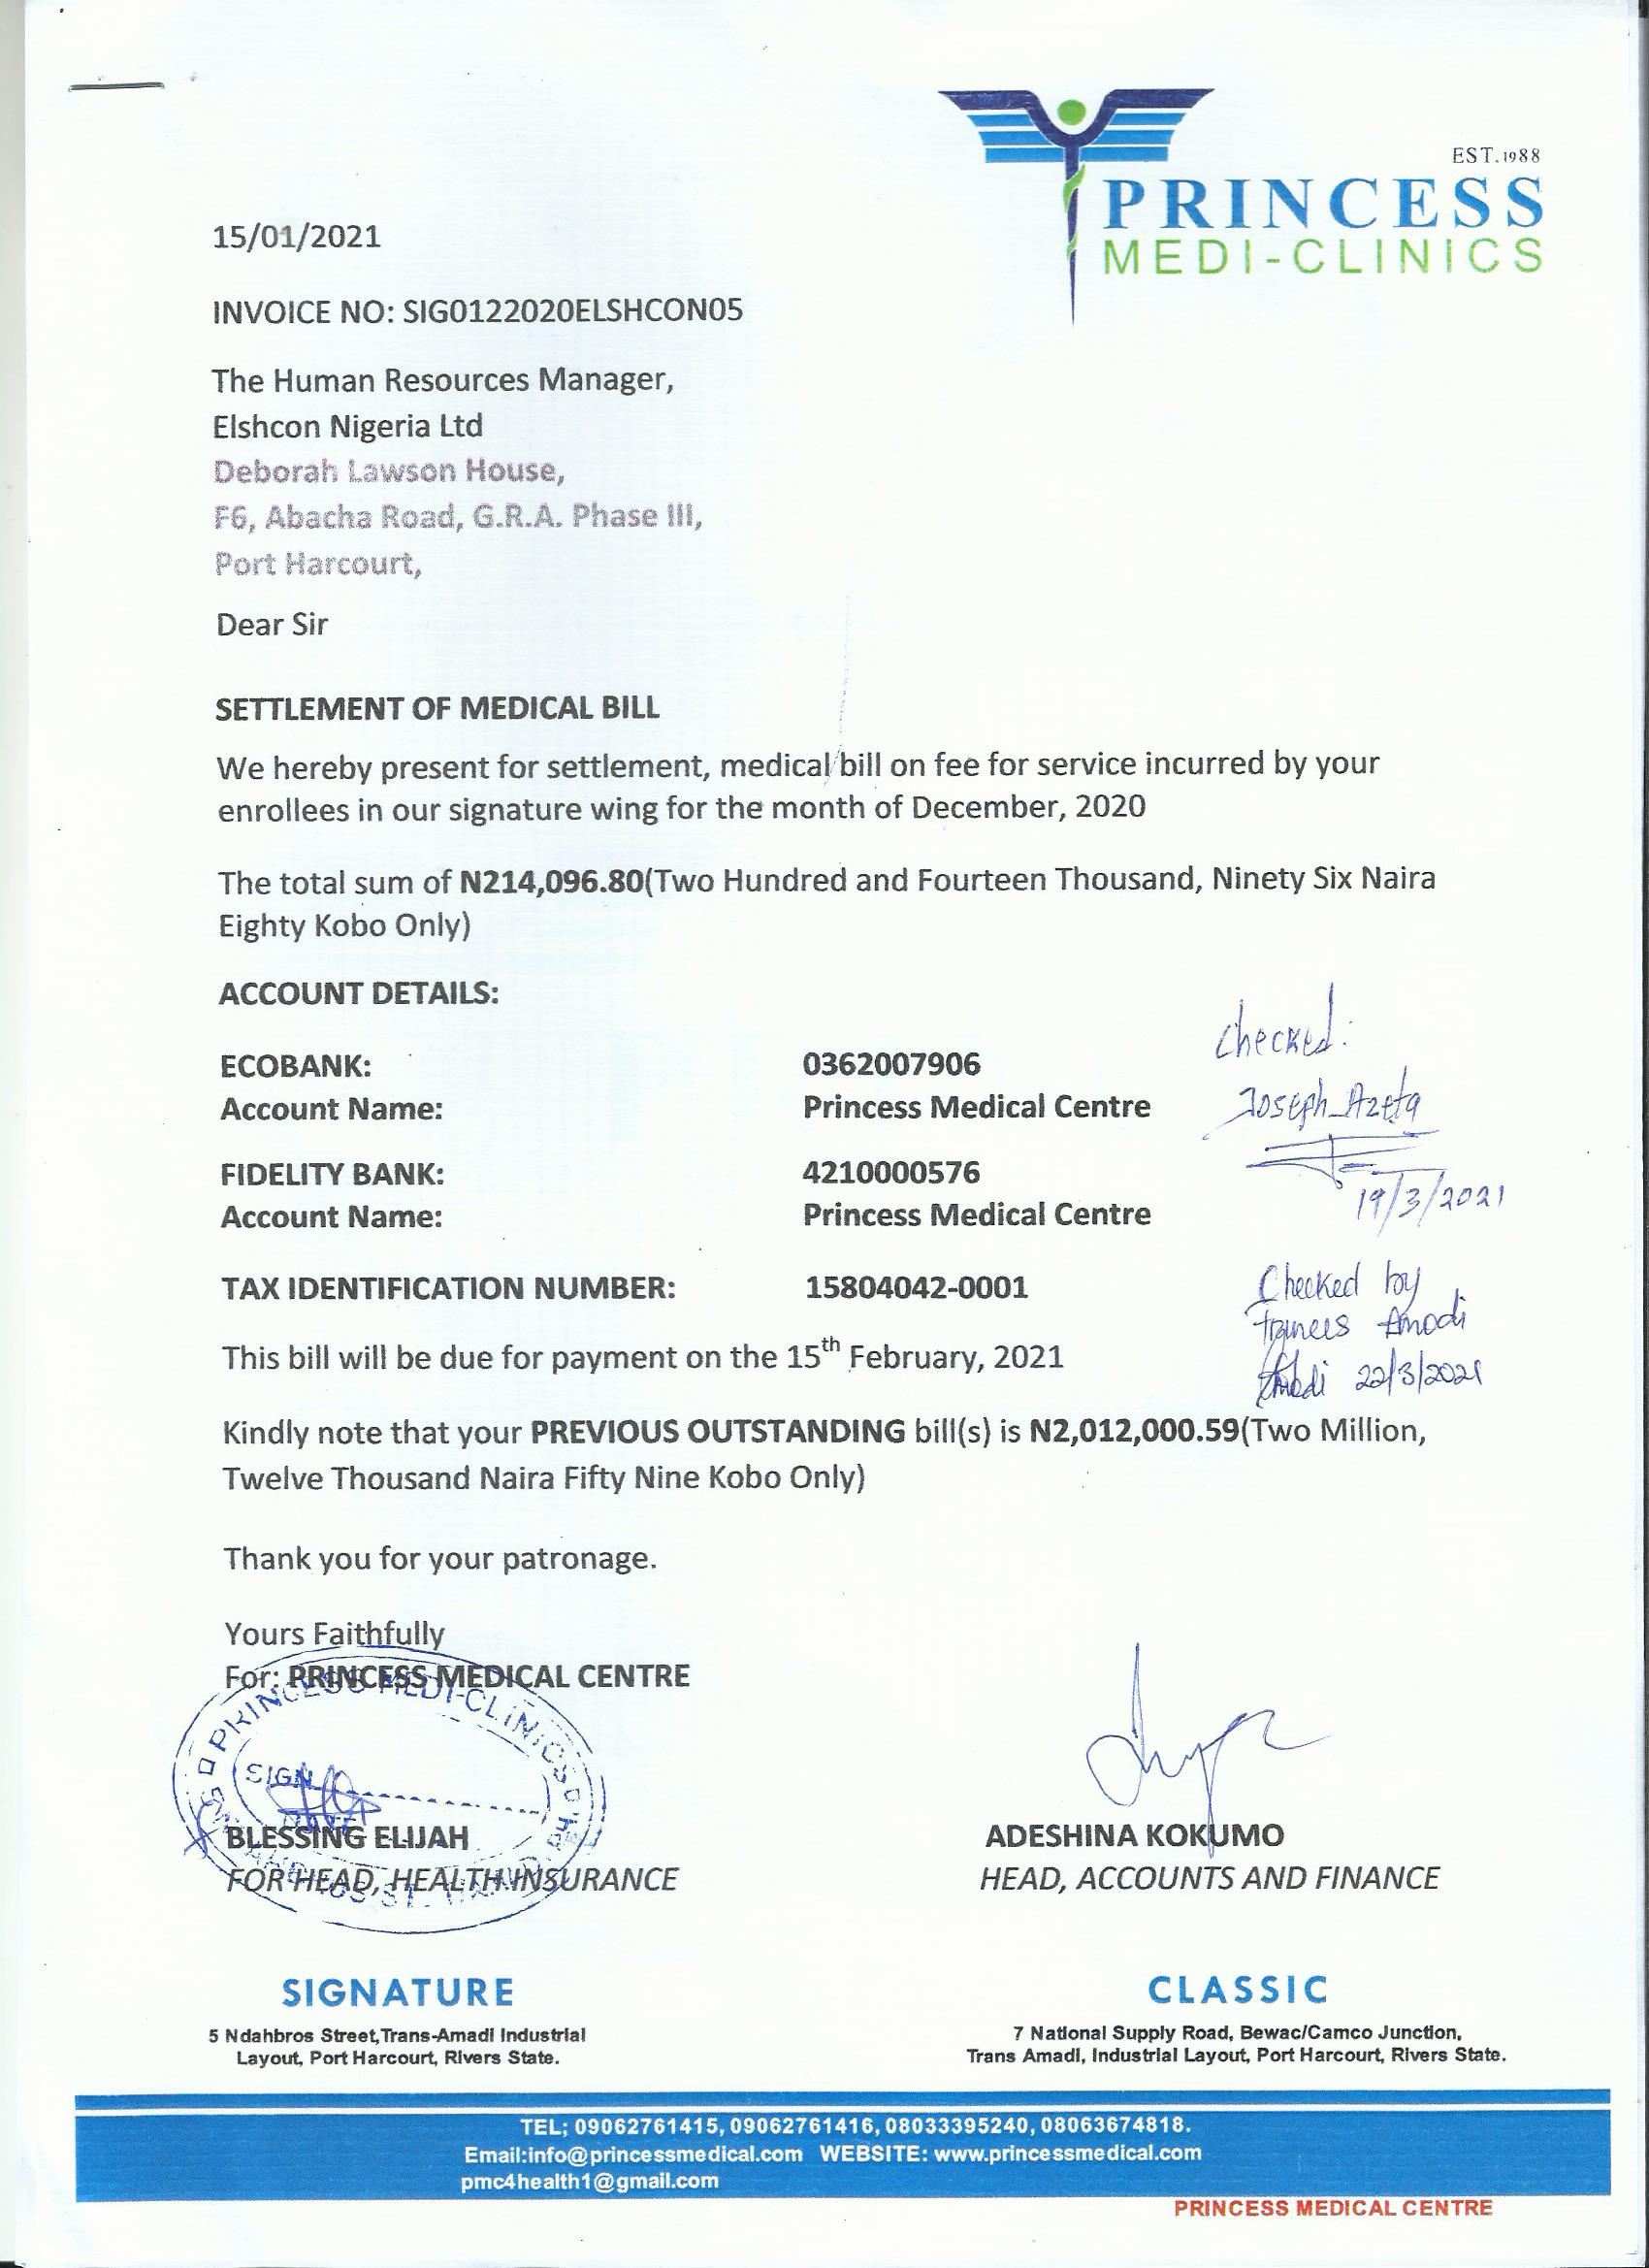 EST.1988
PRINCESS
MEDI-CLINICS
15/01/2021
INVOICE NO: SIG0122020ELSHCON05
The Human Resources Manager,
Elshcon Nigeria Ltd
Deborah Lawson House,
F6, Abacha Road, G.R.A. Phase III,
Port Harcourt,
Dear Sir
SETTLEMENT OF MEDICAL BILL
We hereby present for settlement, medical bill on fee for service incurred by your
enrollees in our signature wing for the month of December, 2020
The total sum of N214,096.80(Two Hundred and Fourteen Thousand, Ninety Six Naira
Eighty Kobo Only)
ACCOUNT DETAILS:
Checked:
ECOBANK: 0362007906
Account Name: Princess Medical Centre
Joseph Azeta
FIDELITY BANK: 4210000576
Account Name: Princess Medical Centre
19/3/2021
TAX IDENTIFICATION NUMBER: 15804042-0001
Checked by
Frances Amodi
Amodi 22/3/2021
This bill will be due for payment on the 15th February, 2021
Kindly note that your PREVIOUS OUTSTANDING bill(s) is N2,012,000.59(Two Million,
Twelve Thousand Naira Fifty Nine Kobo Only)
Thank you for your patronage.
Yours Faithfully
For: PRINCESS MEDICAL CENTRE
PRINCESS MEDI-CLINICS
SIGN
BLESSING ELIJAH
FOR HEAD, HEALTH INSURANCE
ADESHINA KOKUMO
HEAD, ACCOUNTS AND FINANCE
SIGNATURE
5 Ndahbros Street,Trans-Amadi Industrial
Layout, Port Harcourt, Rivers State.
CLASSIC
7 National Supply Road, Bewac/Camco Junction,
Trans Amadi, Industrial Layout, Port Harcourt, Rivers State.
TEL; 09062761415, 09062761416, 08033395240, 08063674818.
Email:info@princessmedical.com WEBSITE: www.princessmedical.com
pmc4health1@gmail.com
PRINCESS MEDICAL CENTRE